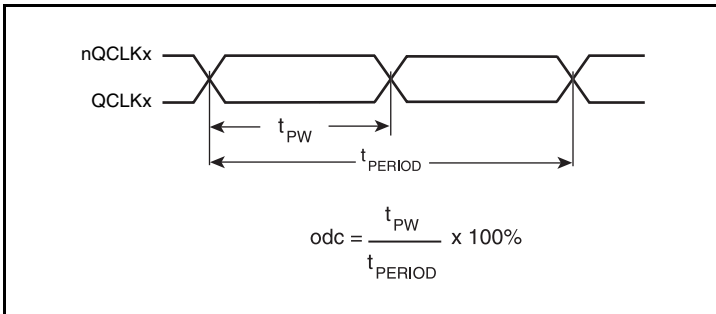 nQCLKx
QCLKx
tPW
tPERIOD
odc = tPW / tPERIOD x 100%